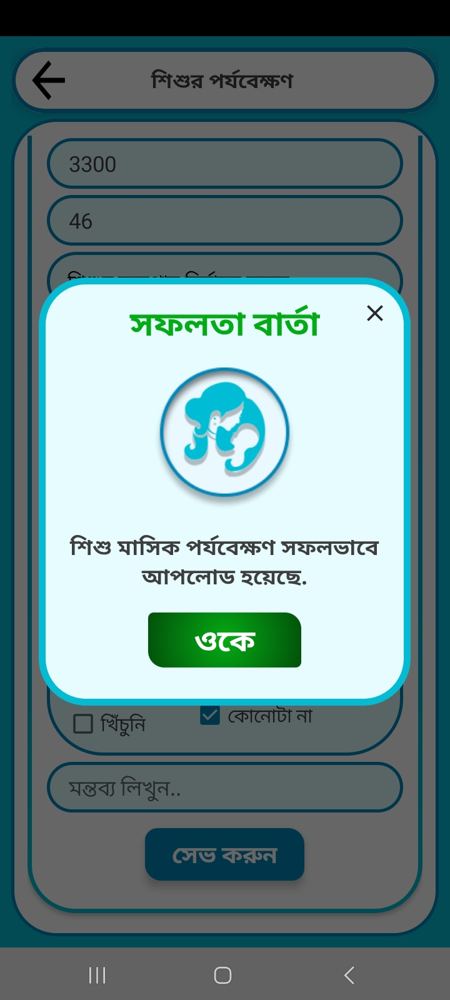 শিশুর পর্যবেক্ষণ
3300
46
সফলতা বার্তা
শিশু মাসিক পর্যবেক্ষণ সফলভাবে
আপলোড হয়েছে.
ওকে
খিঁচুনি
কোনোটা না
মন্তব্য লিখুন..
সেভ করুন